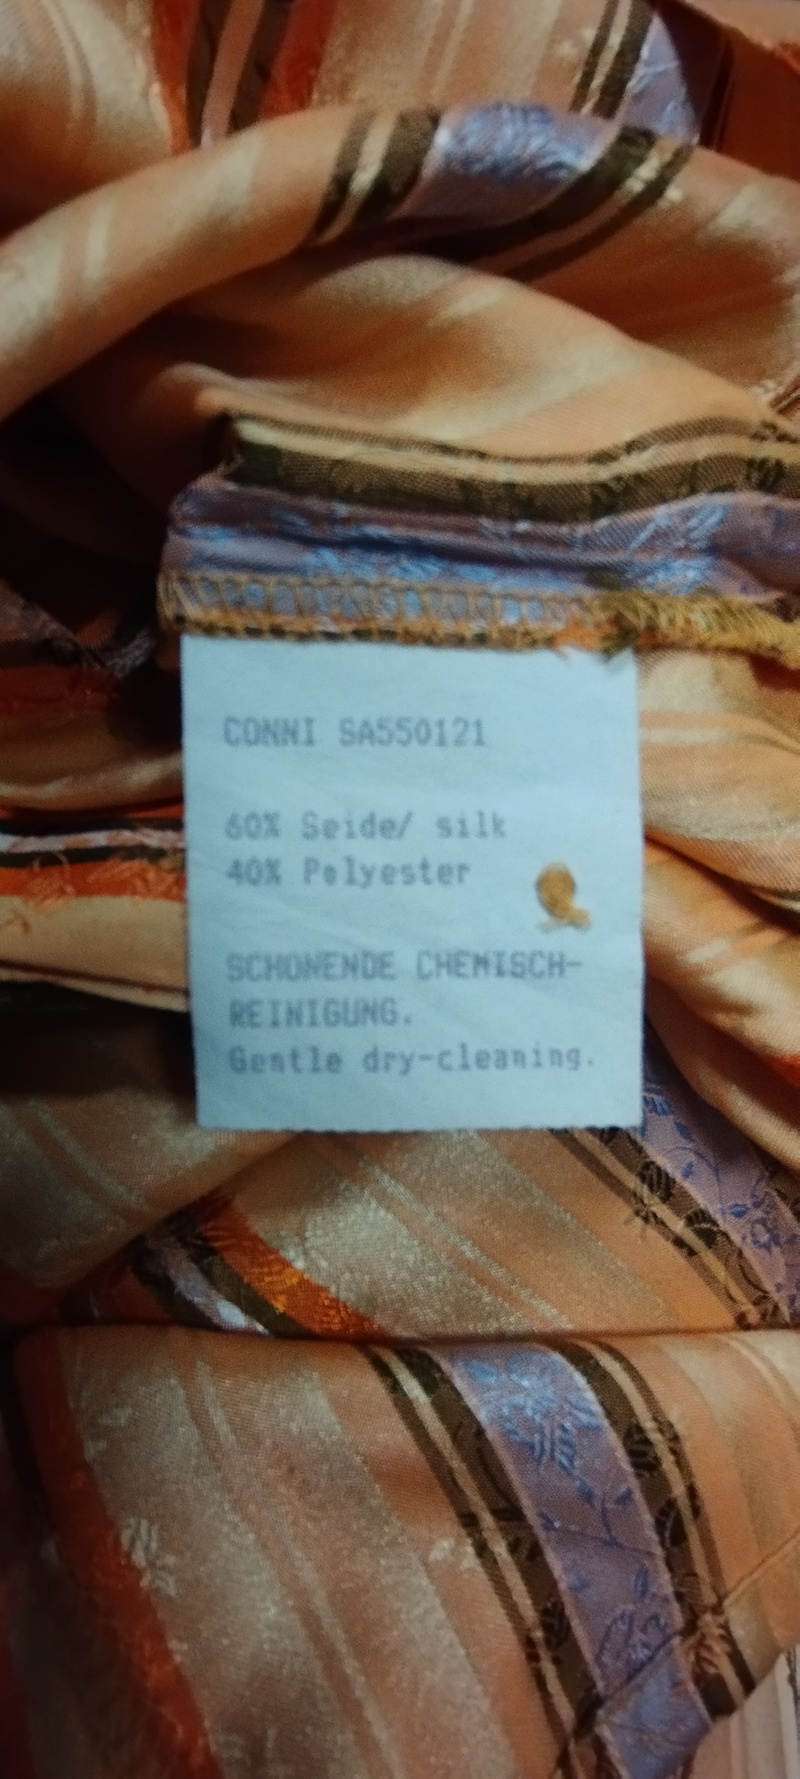 CONNI SA550121
60% Seide/ silk
40% Polyester
SCHONENDE CHEMISCH-
REINIGUNG.
Gentle dry-cleaning.